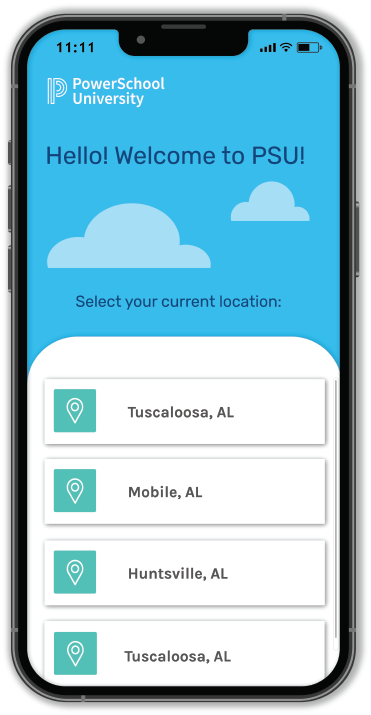 11:11
PowerSchool
University
Hello! Welcome to PSU!
Select your current location:
Tuscaloosa, AL
Mobile, AL
Huntsville, AL
Tuscaloosa, AL